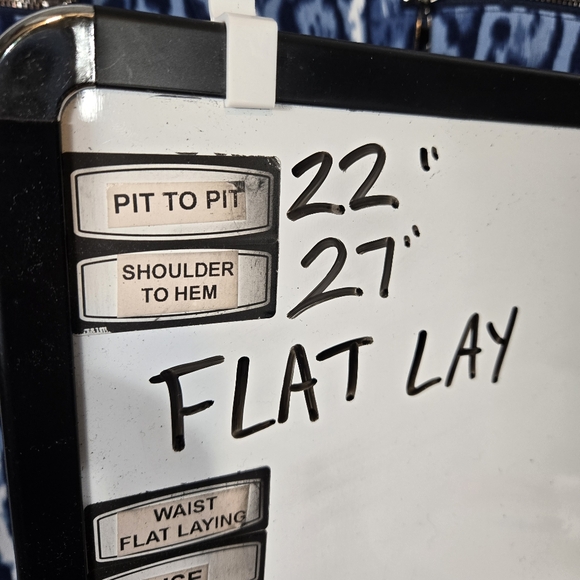 PIT TO PIT 22"
SHOULDER
TO HEM 27"
FLAT LAY
WAIST
FLAT LAYING